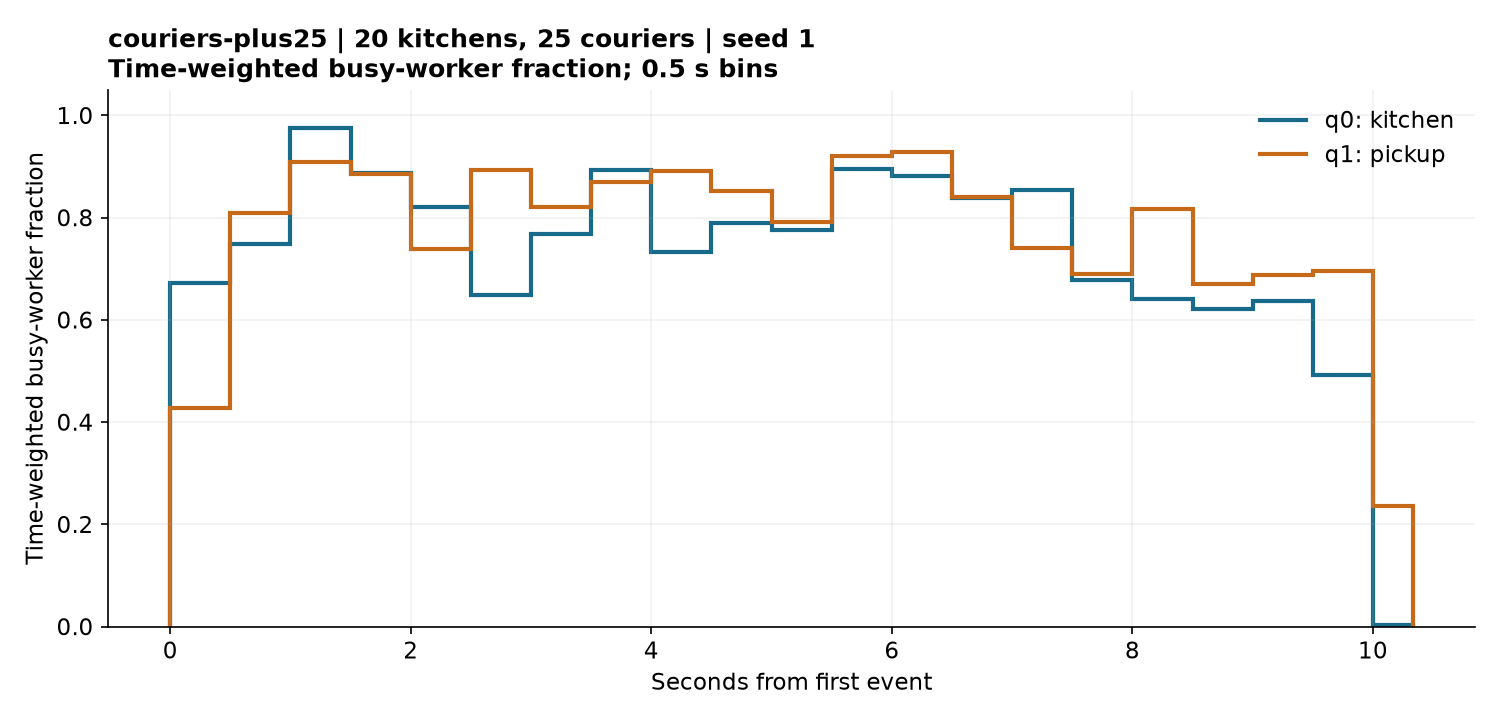 couriers-plus25 | 20 kitchens, 25 couriers | seed 1
Time-weighted busy-worker fraction; 0.5 s bins
q0: kitchen
q1: pickup
Time-weighted busy-worker fraction
1.0
0.8
0.6
0.4
0.2
0.0
0 2 4 6 8 10
Seconds from first event